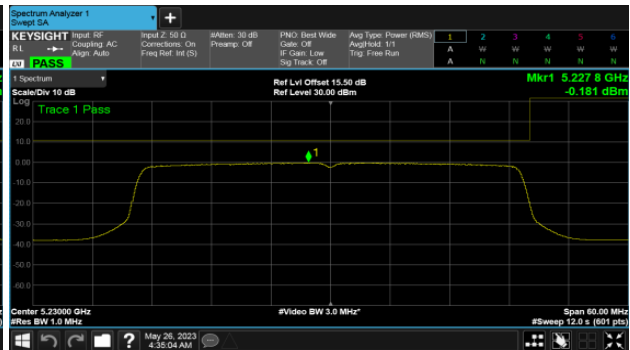 Spectrum Analyzer 1
Swept SA
+
KEYSIGHT Input: RF Input Z: 50 Ω #Atten: 30 dB PNO: Best Wide Avg Type: Power (RMS) 1 2 3 4 5 6
RL Coupling: AC Corrections: On Preamp: Off Gate: Off Avg|Hold: 1/1 A W W W W W
Align: Auto Freq Ref: Int (S) IF Gain: Low Trig: Free Run
LXI PASS Sig Track: Off A N N N N N
1 Spectrum Ref Lvl Offset 15.50 dB Mkr1 5.227 8 GHz
Scale/Div 10 dB Ref Level 30.00 dBm -0.181 dBm
Log Trace 1 Pass
20.0
10.0
1
0.00
-10.0
-20.0
-30.0
-40.0
-50.0
-60.0
Center 5.23000 GHz #Video BW 3.0 MHz* Span 60.00 MHz
#Res BW 1.0 MHz #Sweep 12.0 s (601 pts)
? May 26, 2023
4:35:04 AM